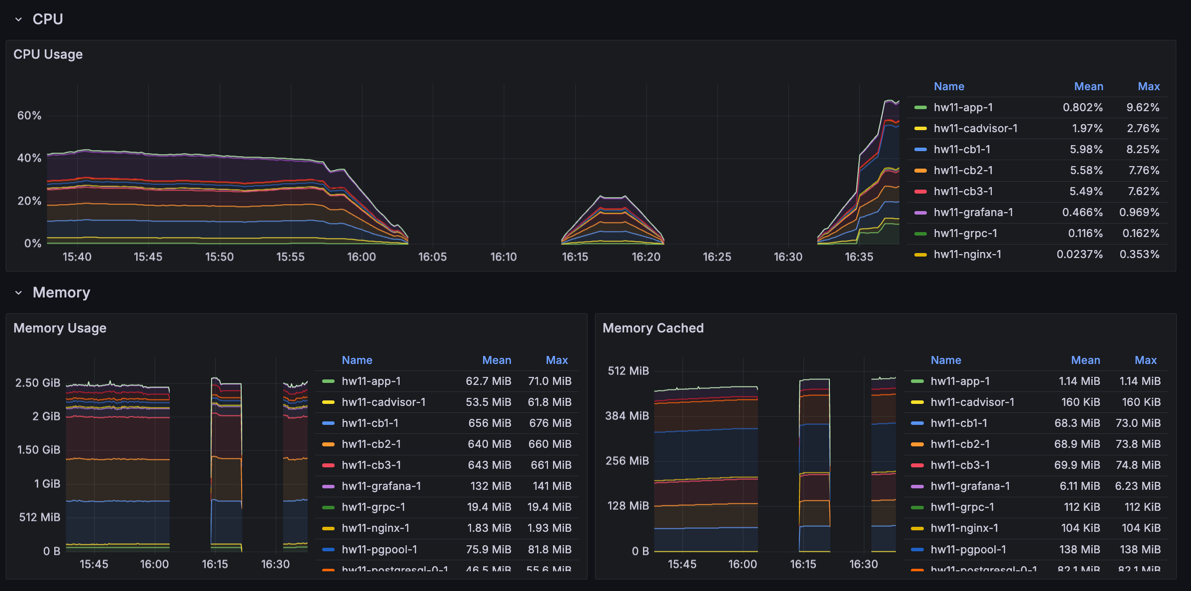 CPU
CPU Usage
60%
40%
20%
0%
15:40 15:45 15:50 15:55 16:00 16:05 16:10 16:15 16:20 16:25 16:30 16:35
Name Mean Max
hw11-app-1 0.802% 9.62%
hw11-cadvisor-1 1.97% 2.76%
hw11-cb1-1 5.98% 8.25%
hw11-cb2-1 5.58% 7.76%
hw11-cb3-1 5.49% 7.62%
hw11-grafana-1 0.466% 0.969%
hw11-grpc-1 0.116% 0.162%
hw11-nginx-1 0.0237% 0.353%
Memory
Memory Usage
2.50 GiB
2 GiB
1.50 GiB
1 GiB
512 MiB
0 B
15:45 16:00 16:15 16:30
Name Mean Max
hw11-app-1 62.7 MiB 71.0 MiB
hw11-cadvisor-1 53.5 MiB 61.8 MiB
hw11-cb1-1 656 MiB 676 MiB
hw11-cb2-1 640 MiB 660 MiB
hw11-cb3-1 643 MiB 661 MiB
hw11-grafana-1 132 MiB 141 MiB
hw11-grpc-1 19.4 MiB 19.4 MiB
hw11-nginx-1 1.83 MiB 1.93 MiB
hw11-pgpool-1 75.9 MiB 81.8 MiB
hw11-postgresql-0-1 46.5 MiB 55.6 MiB
Memory Cached
512 MiB
384 MiB
256 MiB
128 MiB
0 B
15:45 16:00 16:15 16:30
Name Mean Max
hw11-app-1 1.14 MiB 1.14 MiB
hw11-cadvisor-1 160 KiB 160 KiB
hw11-cb1-1 68.3 MiB 73.0 MiB
hw11-cb2-1 68.9 MiB 73.8 MiB
hw11-cb3-1 69.9 MiB 74.8 MiB
hw11-grafana-1 6.11 MiB 6.23 MiB
hw11-grpc-1 112 KiB 112 KiB
hw11-nginx-1 104 KiB 104 KiB
hw11-pgpool-1 138 MiB 138 MiB
hw11-postgresql-0-1 82.1 MiB 82.1 MiB